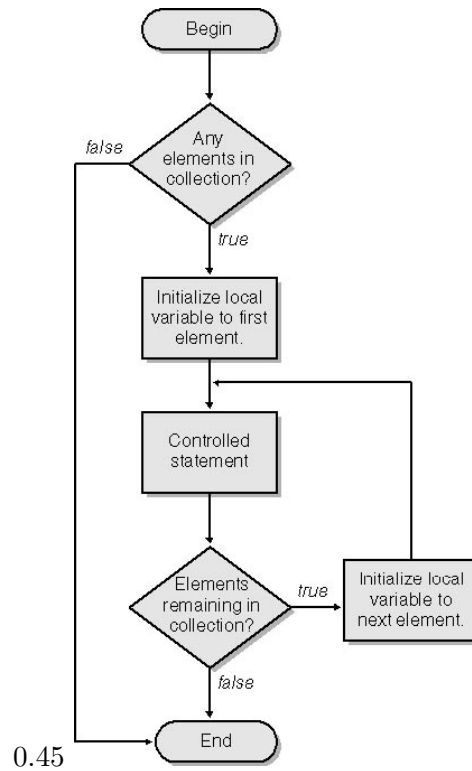 Begin
Any
elements in
collection?
false
true
Initialize local
variable to first
element.
Controlled
statement
Elements
remaining in
collection?
true
Initialize local
variable to
next element.
false
End
0.45